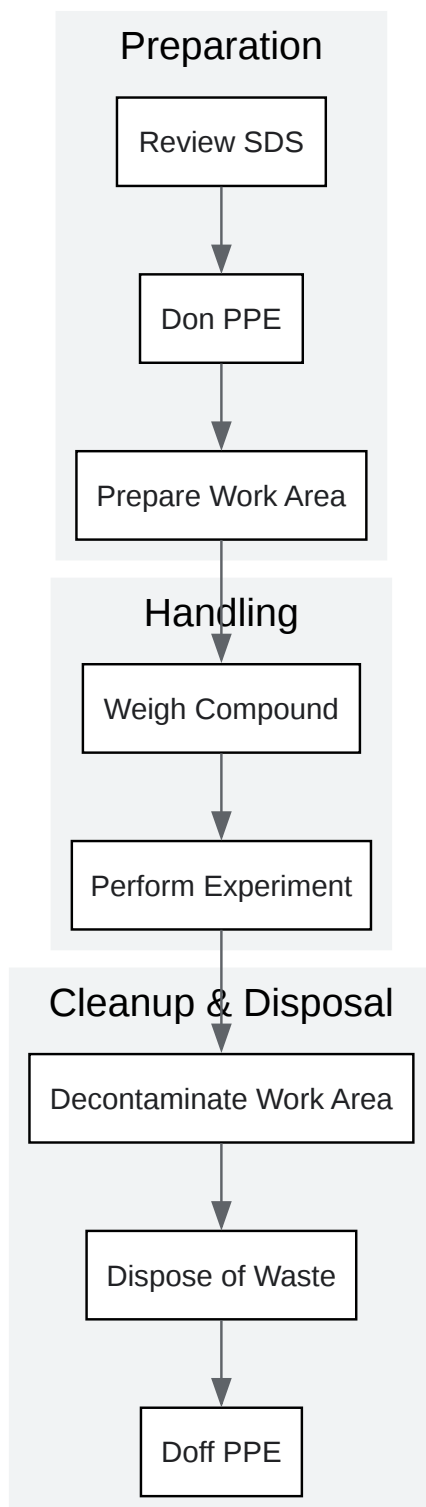 Preparation
Review SDS
Don PPE
Prepare Work Area
Handling
Weigh Compound
Perform Experiment
Cleanup & Disposal
Decontaminate Work Area
Dispose of Waste
Doff PPE